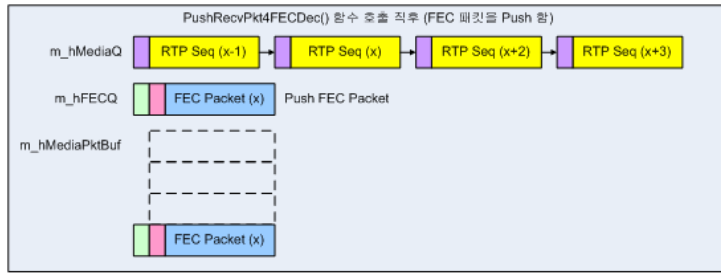 PushRecvPkt4FECDec() 함수 호출 직후 (FEC 패킷을 Push 함)
m_hMediaQ RTP Seq (x-1) RTP Seq (x) RTP Seq (x+2) RTP Seq (x+3)
m_hFECQ FEC Packet (x) Push FEC Packet
m_hMediaPktBuf
FEC Packet (x)